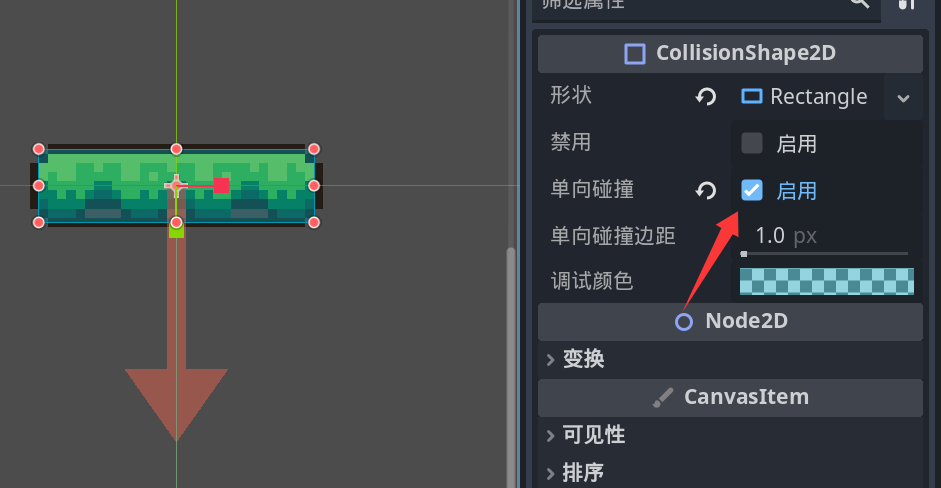 筛选属性
CollisionShape2D
形状 Rectangle
禁用 启用
单向碰撞 启用
单向碰撞边距 1.0 px
调试颜色
Node2D
变换
CanvasItem
可见性
排序